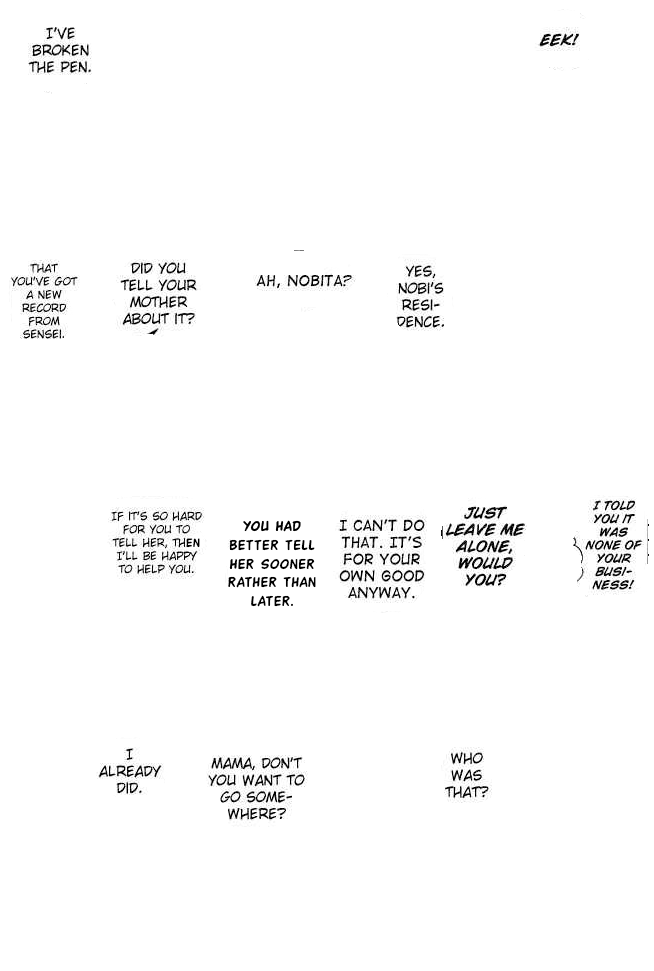 EEK!
I'VE
BROKEN
THE PEN.
YES,
NOBI'S
RESI-
DENCE.
AH, NOBITA?
DID YOU
TELL YOUR
MOTHER
ABOUT IT?
THAT
YOU'VE GOT
A NEW
RECORD
FROM
SENSEI.
I TOLD
YOU IT
WAS
NONE OF
YOUR
BUSI-
NESS!
JUST
LEAVE ME
ALONE,
WOULD
YOU?
I CAN'T DO
THAT. IT'S
FOR YOUR
OWN GOOD
ANYWAY.
YOU HAD
BETTER TELL
HER SOONER
RATHER THAN
LATER.
IF IT'S SO HARD
FOR YOU TO
TELL HER, THEN
I'LL BE HAPPY
TO HELP YOU.
WHO
WAS
THAT?
MAMA, DON'T
YOU WANT TO
GO SOME-
WHERE?
I
ALREADY
DID.